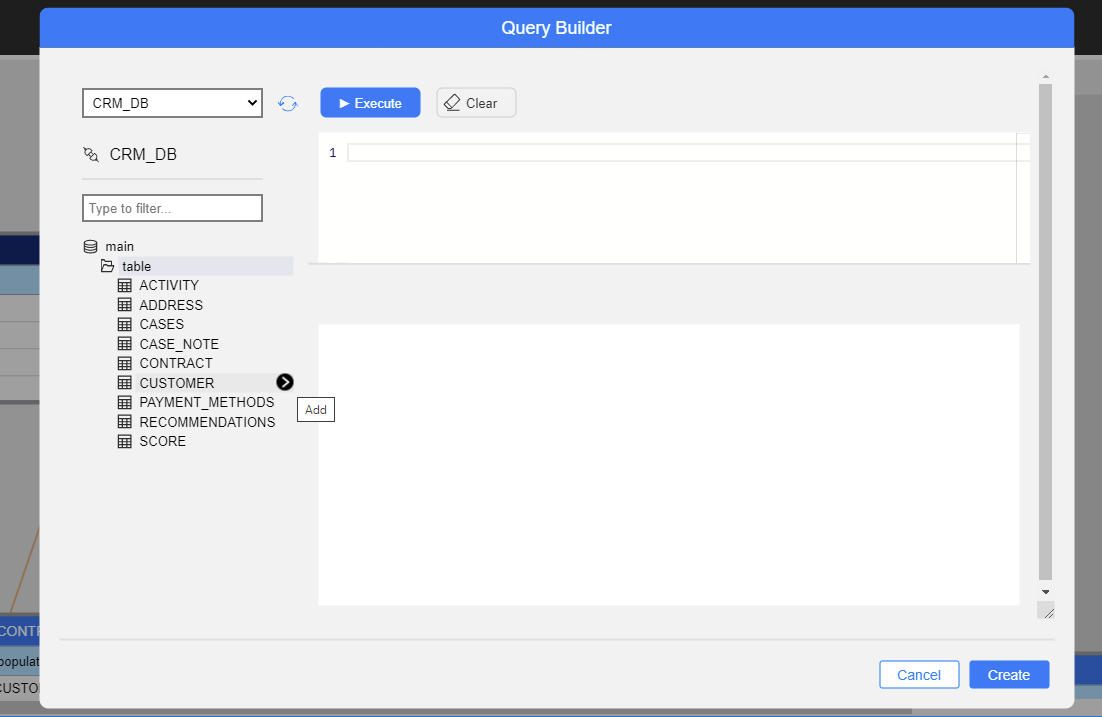 Query Builder
CRM_DB
Execute
Clear
CRM_DB
1
Type to filter...
main
table
ACTIVITY
ADDRESS
CASES
CASE_NOTE
CONTRACT
CUSTOMER
PAYMENT_METHODS
Add
RECOMMENDATIONS
SCORE
CONTR
populat
CUSTO
Cancel
Create